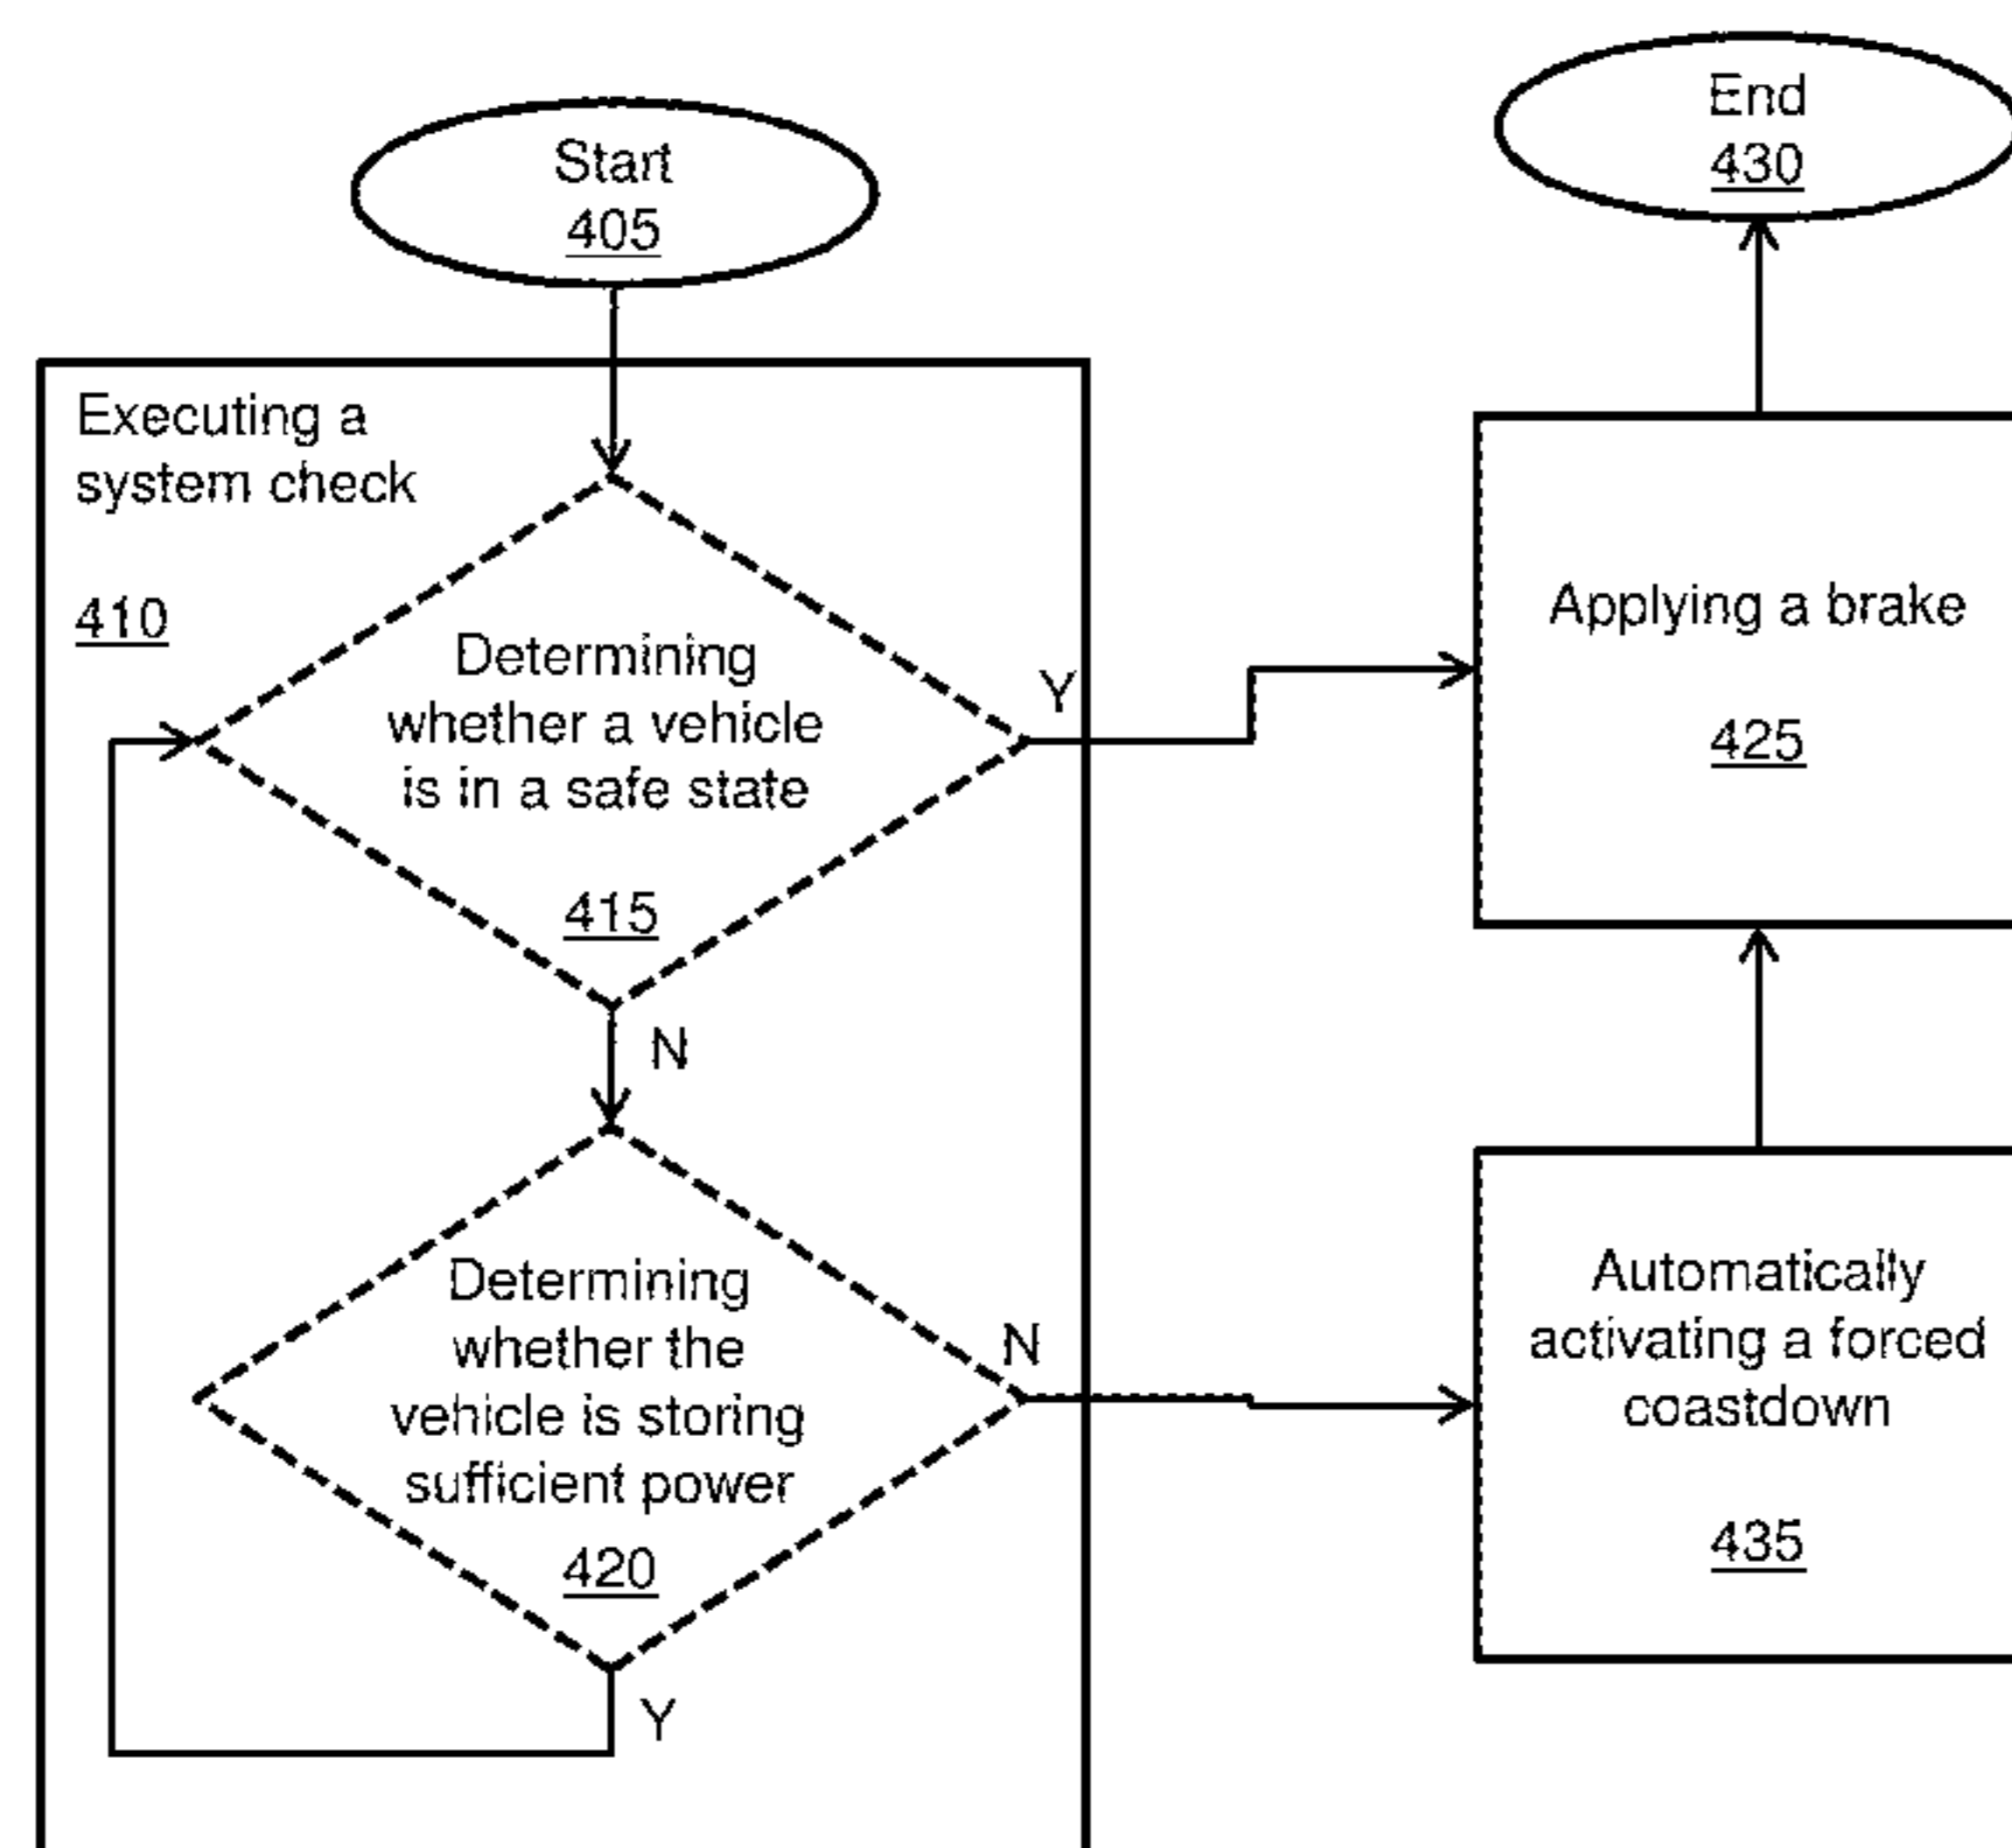 Start
405
Executing a
system check
410
Determining
whether a vehicle
is in a safe state
415
Y
N
Determining
whether the
vehicle is storing
sufficient power
420
N
Y
End
430
Applying a brake
425
Automatically
activating a forced
coastdown
435